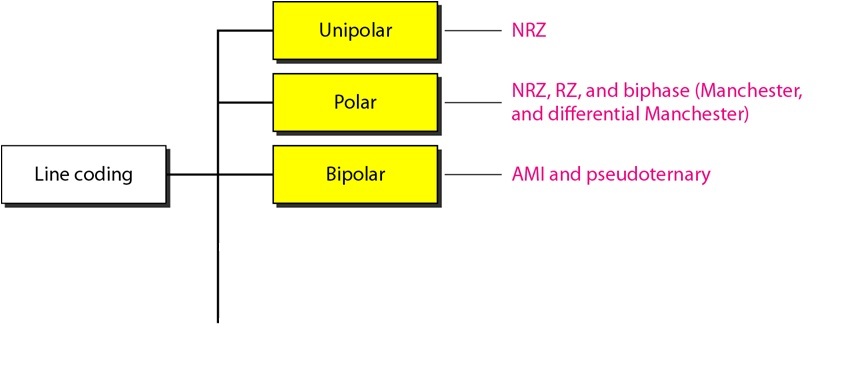 Unipolar
NRZ
Polar
NRZ, RZ, and biphase (Manchester,
and differential Manchester)
Line coding
Bipolar
AMI and pseudoternary